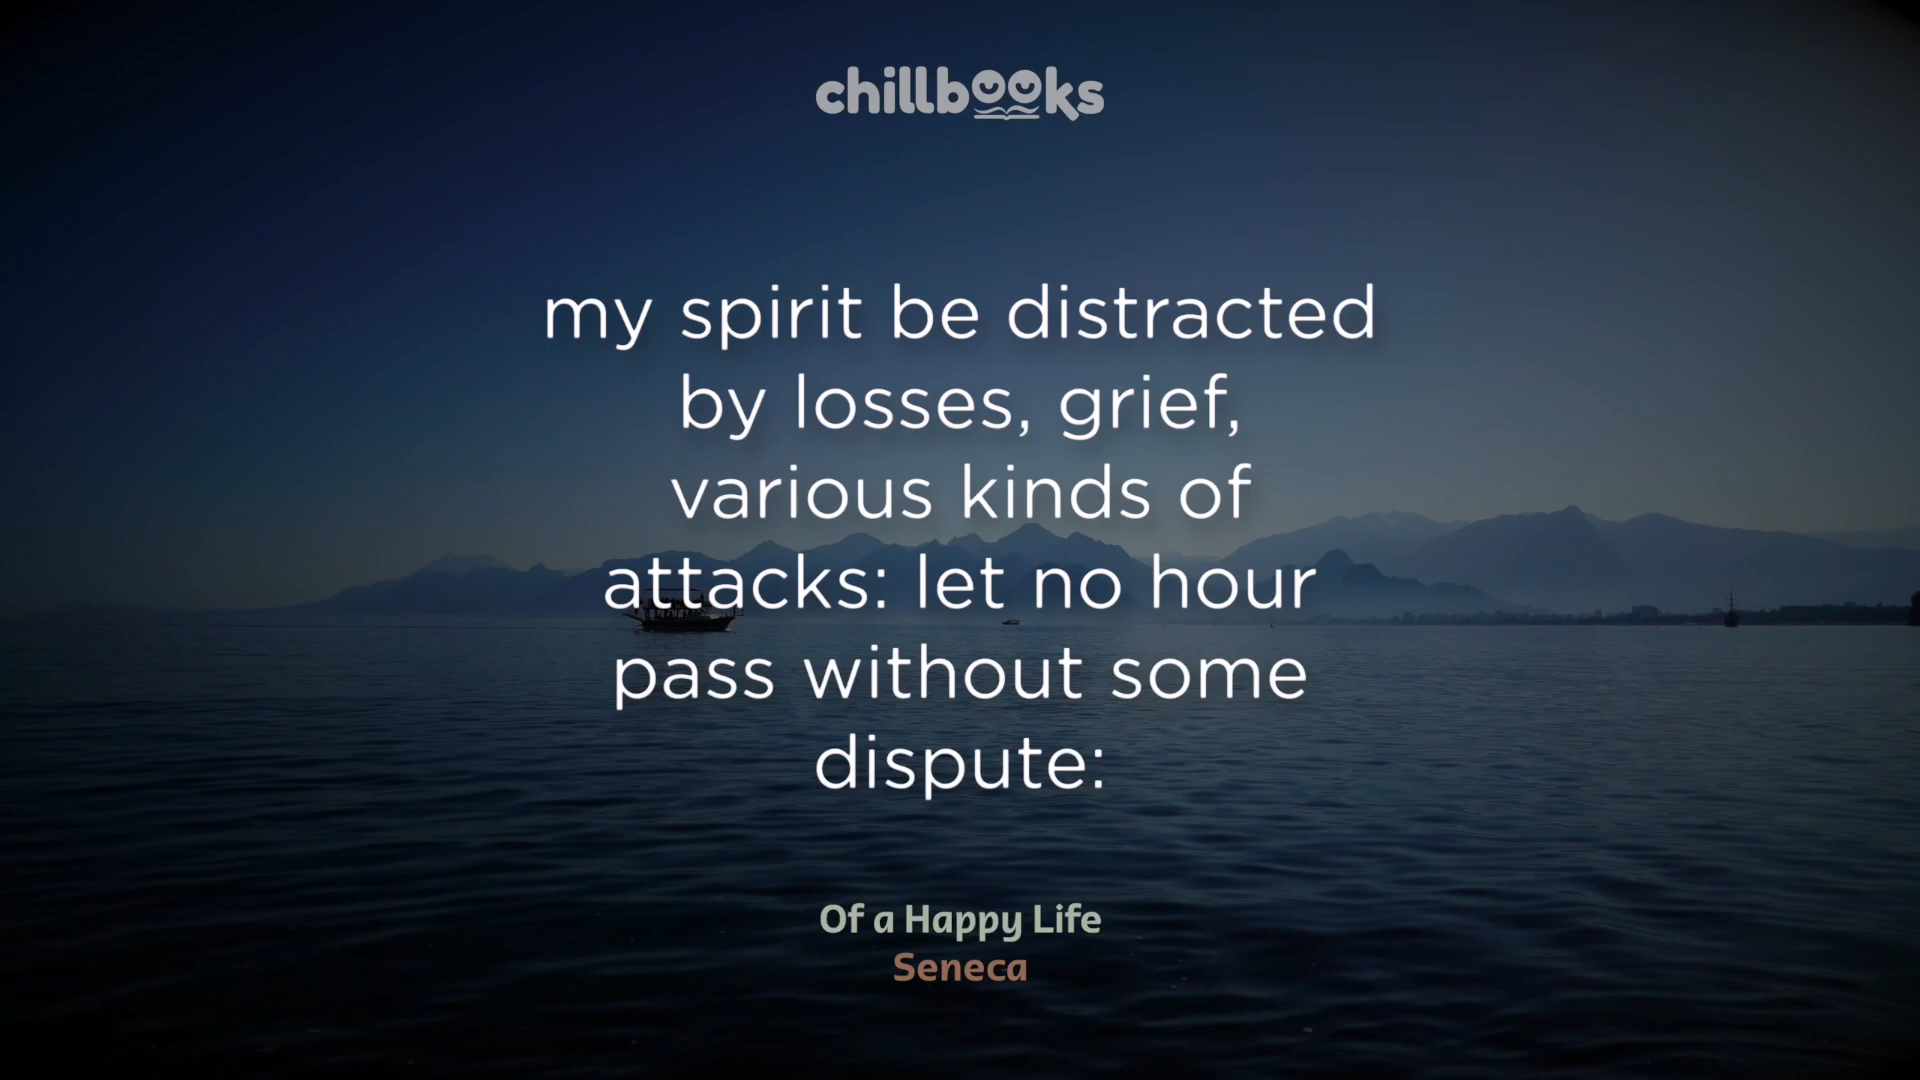 chillbooks
my spirit be distracted
by losses, grief,
various kinds of
attacks: let no hour
pass without some
dispute:
Of a Happy Life
Seneca